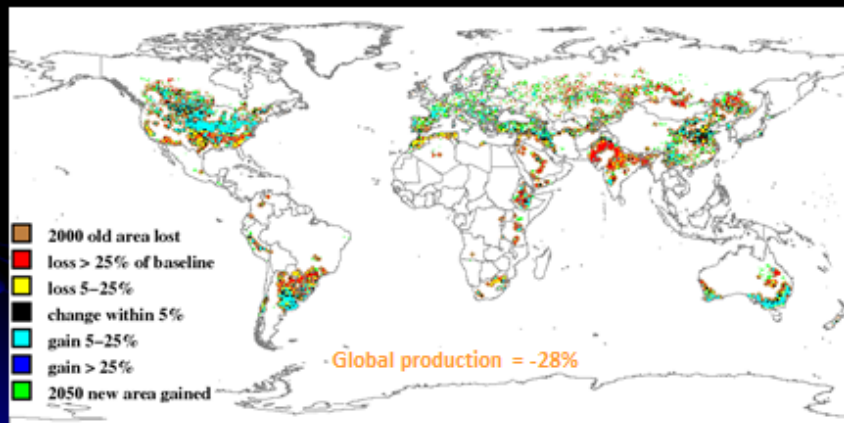 2000 old area lost
loss > 25% of baseline
loss 5–25%
change within 5%
gain 5–25%
gain > 25%
2050 new area gained
Global production = -28%